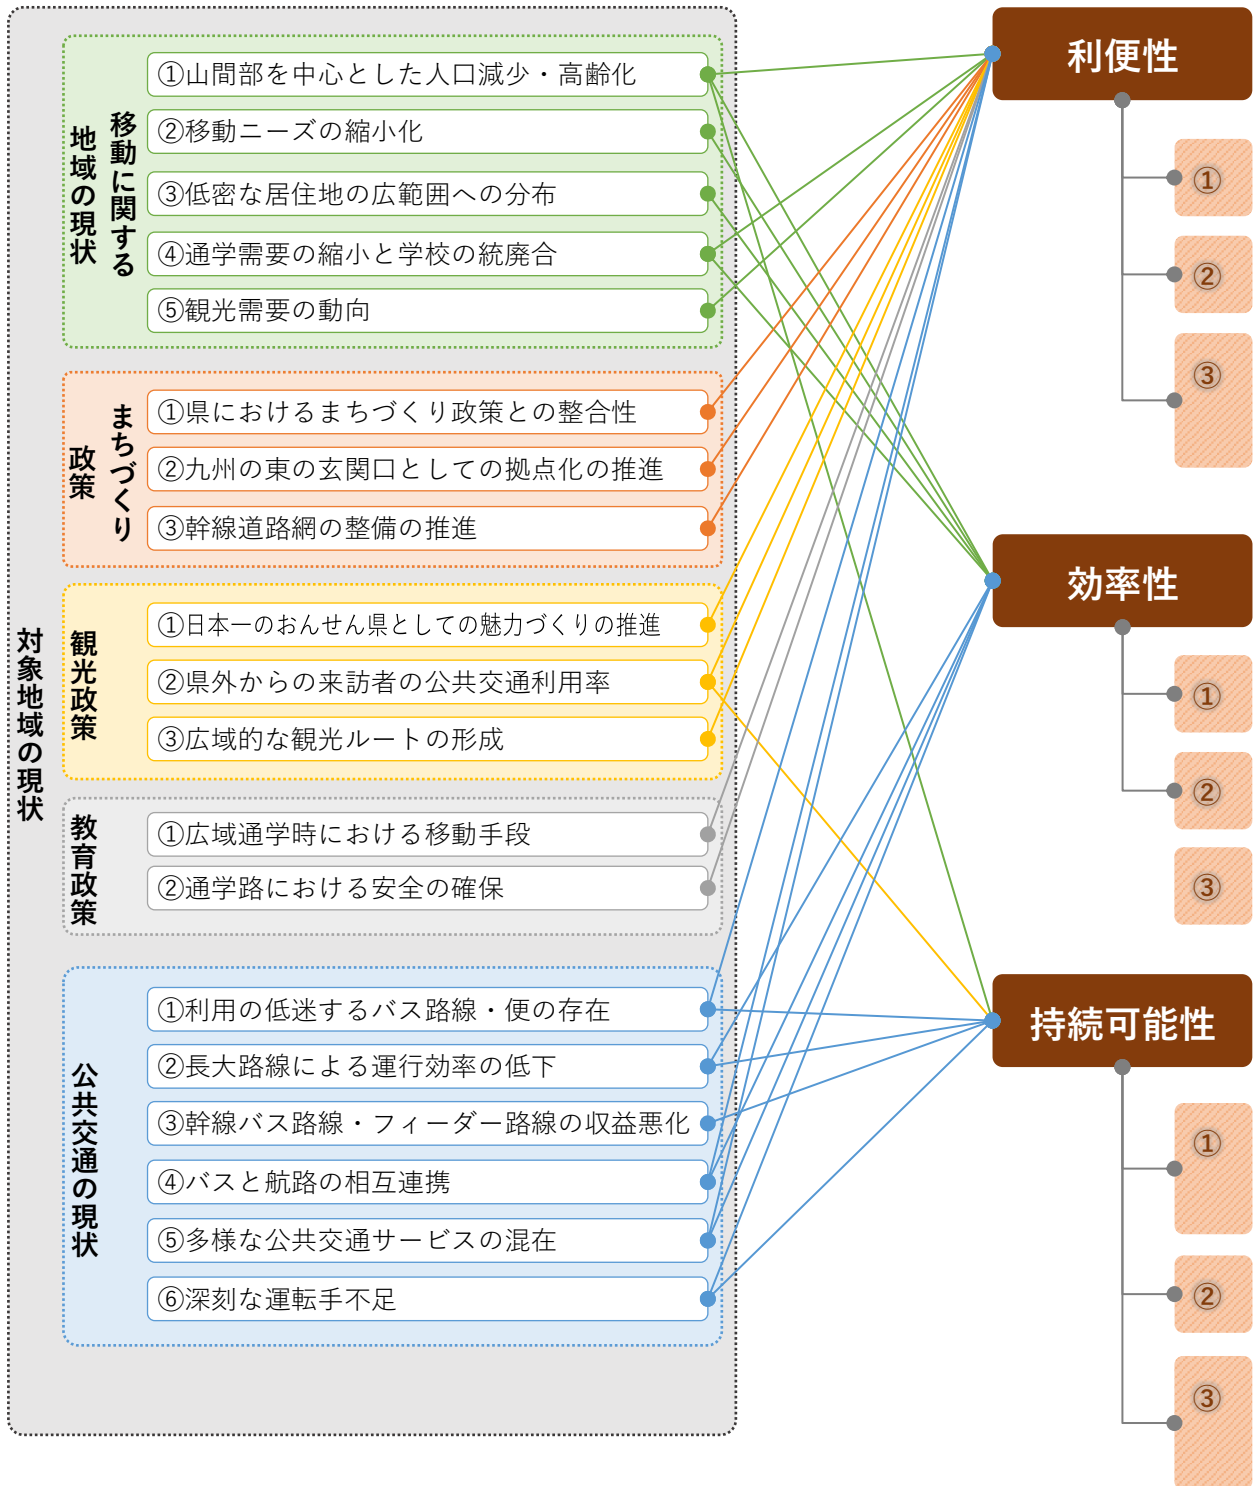 対象地域の現状
移動に関する
地域の現状
①山間部を中心とした人口減少・高齢化
②移動ニーズの縮小化
③低密な居住地の広範囲への分布
④通学需要の縮小と学校の統廃合
⑤観光需要の動向
まちづくり
政策
①県におけるまちづくり政策との整合性
②九州の東の玄関口としての拠点化の推進
③幹線道路網の整備の推進
観光政策
①日本一のおんせん県としての魅力づくりの推進
②県外からの来訪者の公共交通利用率
③広域的な観光ルートの形成
教育政策
①広域通学時における移動手段
②通学路における安全の確保
公共交通の現状
①利用の低迷するバス路線・便の存在
②長大路線による運行効率の低下
③幹線バス路線・フィーダー路線の収益悪化
④バスと航路の相互連携
⑤多様な公共交通サービスの混在
⑥深刻な運転手不足
利便性
①
②
③
効率性
①
②
③
持続可能性
①
②
③